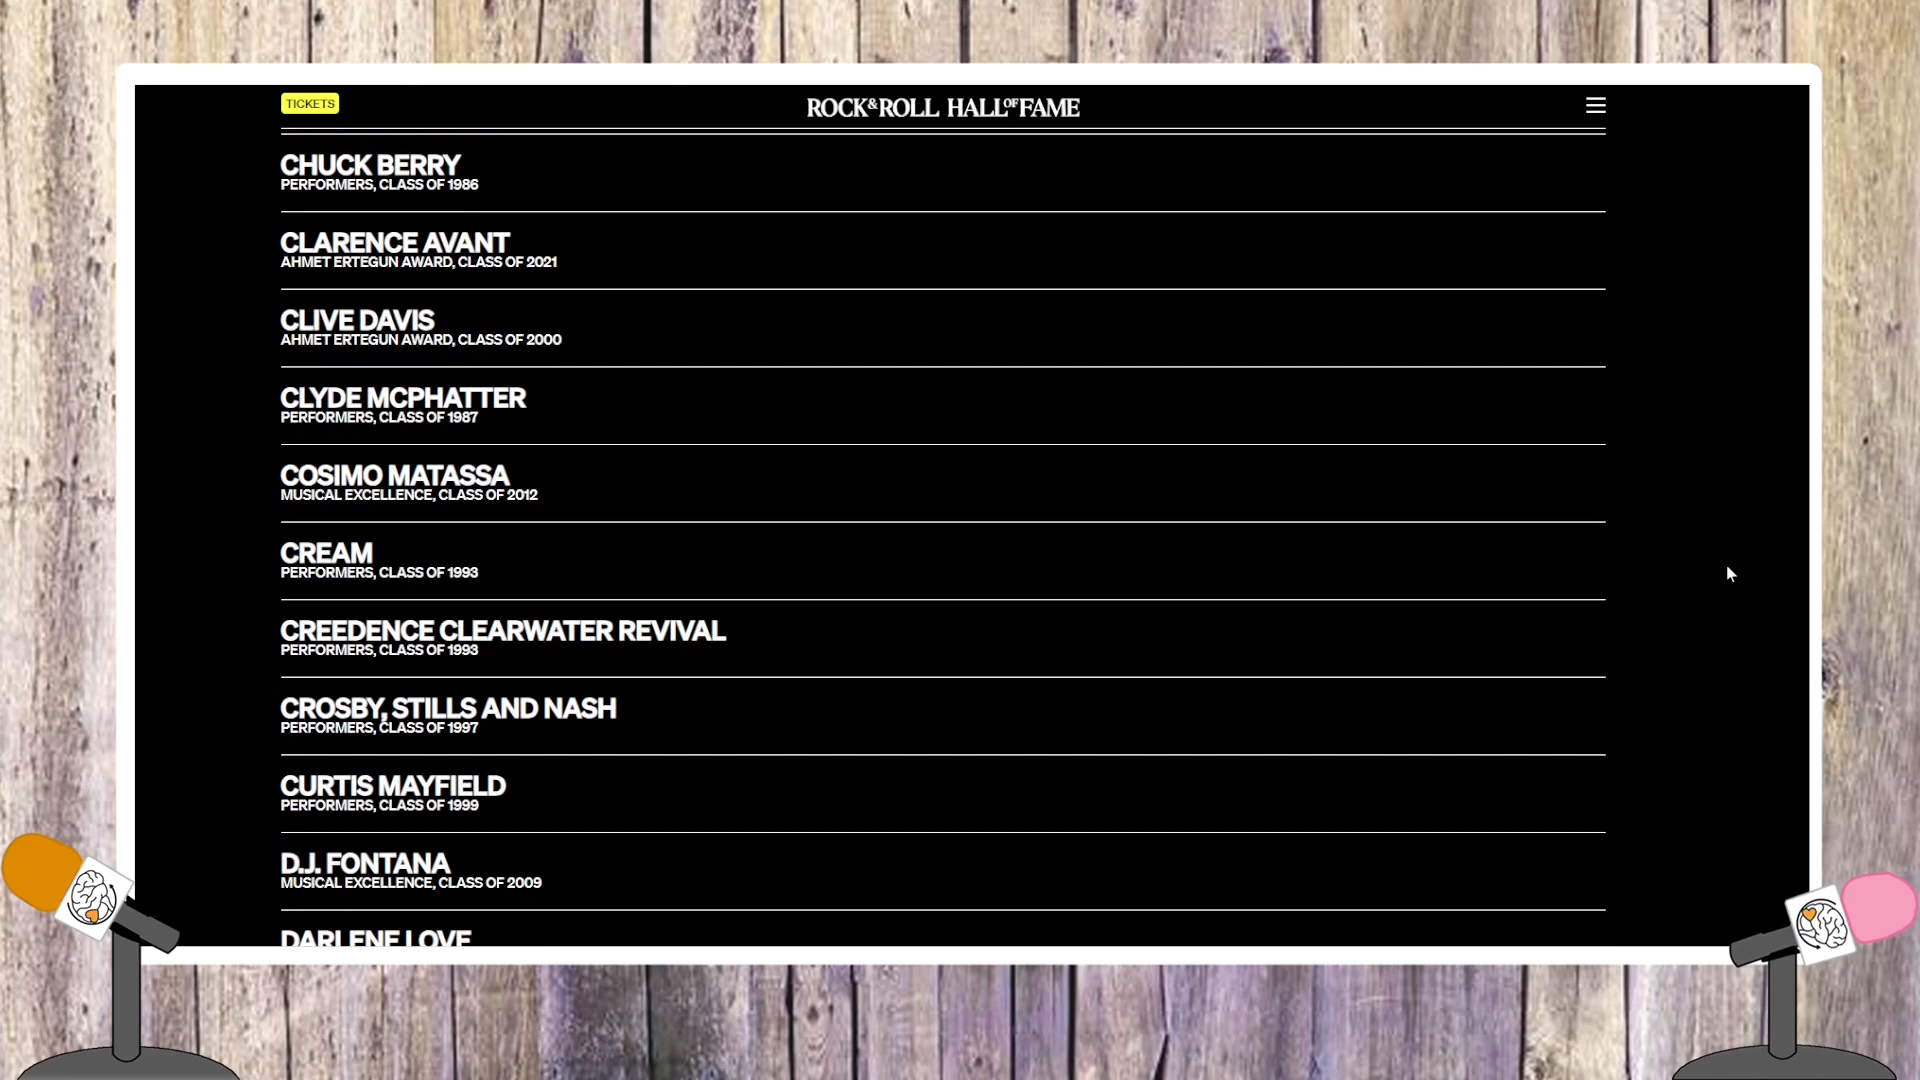 TICKETS
ROCK&ROLL HALL OF FAME
CHUCK BERRY
PERFORMERS, CLASS OF 1986
CLARENCE AVANT
AHMET ERTEGUN AWARD, CLASS OF 2021
CLIVE DAVIS
AHMET ERTEGUN AWARD, CLASS OF 2000
CLYDE MCPHATTER
PERFORMERS, CLASS OF 1987
COSIMO MATASSA
MUSICAL EXCELLENCE, CLASS OF 2012
CREAM
PERFORMERS, CLASS OF 1993
CREEDENCE CLEARWATER REVIVAL
PERFORMERS, CLASS OF 1993
CROSBY, STILLS AND NASH
PERFORMERS, CLASS OF 1997
CURTIS MAYFIELD
PERFORMERS, CLASS OF 1999
D.J. FONTANA
MUSICAL EXCELLENCE, CLASS OF 2009
DARLENE LOVE